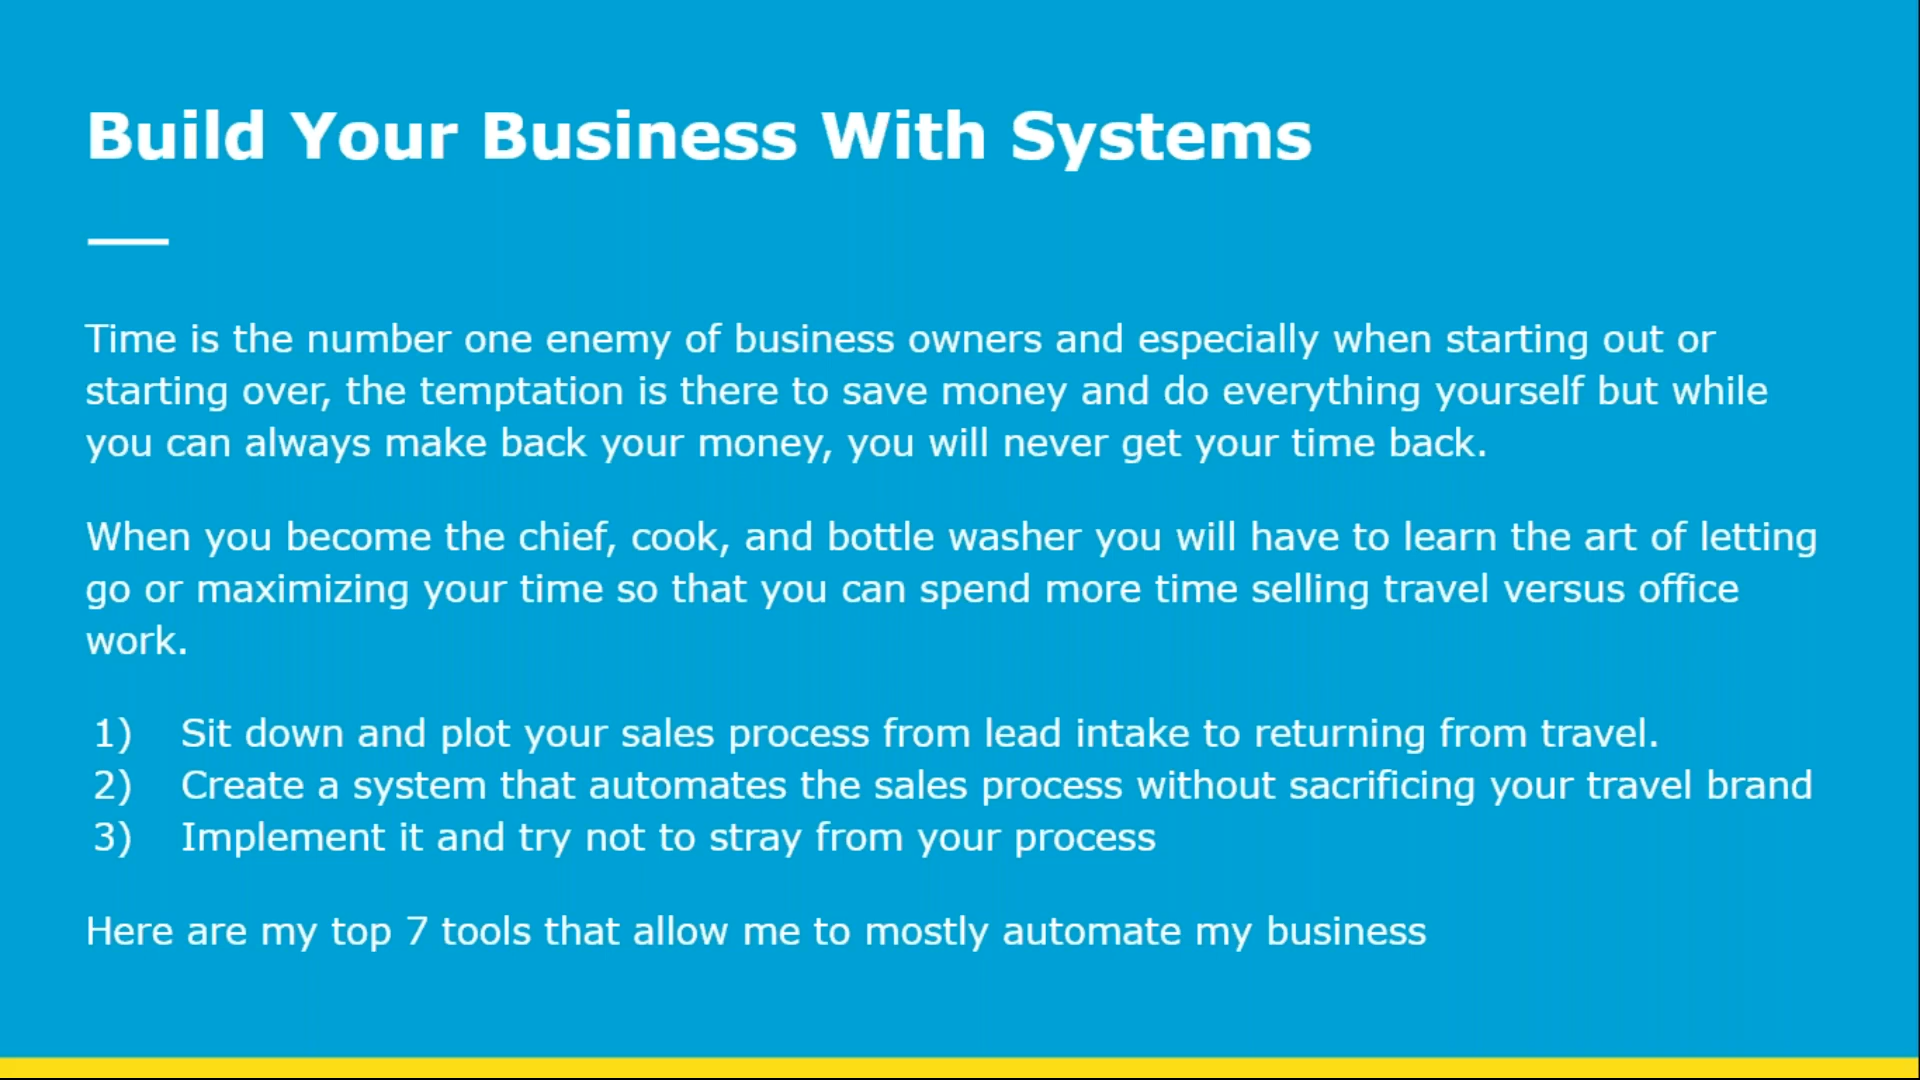 Build Your Business With Systems
Time is the number one enemy of business owners and especially when starting out or
starting over, the temptation is there to save money and do everything yourself but while
you can always make back your money, you will never get your time back.
When you become the chief, cook, and bottle washer you will have to learn the art of letting
go or maximizing your time so that you can spend more time selling travel versus office
work.
1) Sit down and plot your sales process from lead intake to returning from travel.
2) Create a system that automates the sales process without sacrificing your travel brand
3) Implement it and try not to stray from your process
Here are my top 7 tools that allow me to mostly automate my business